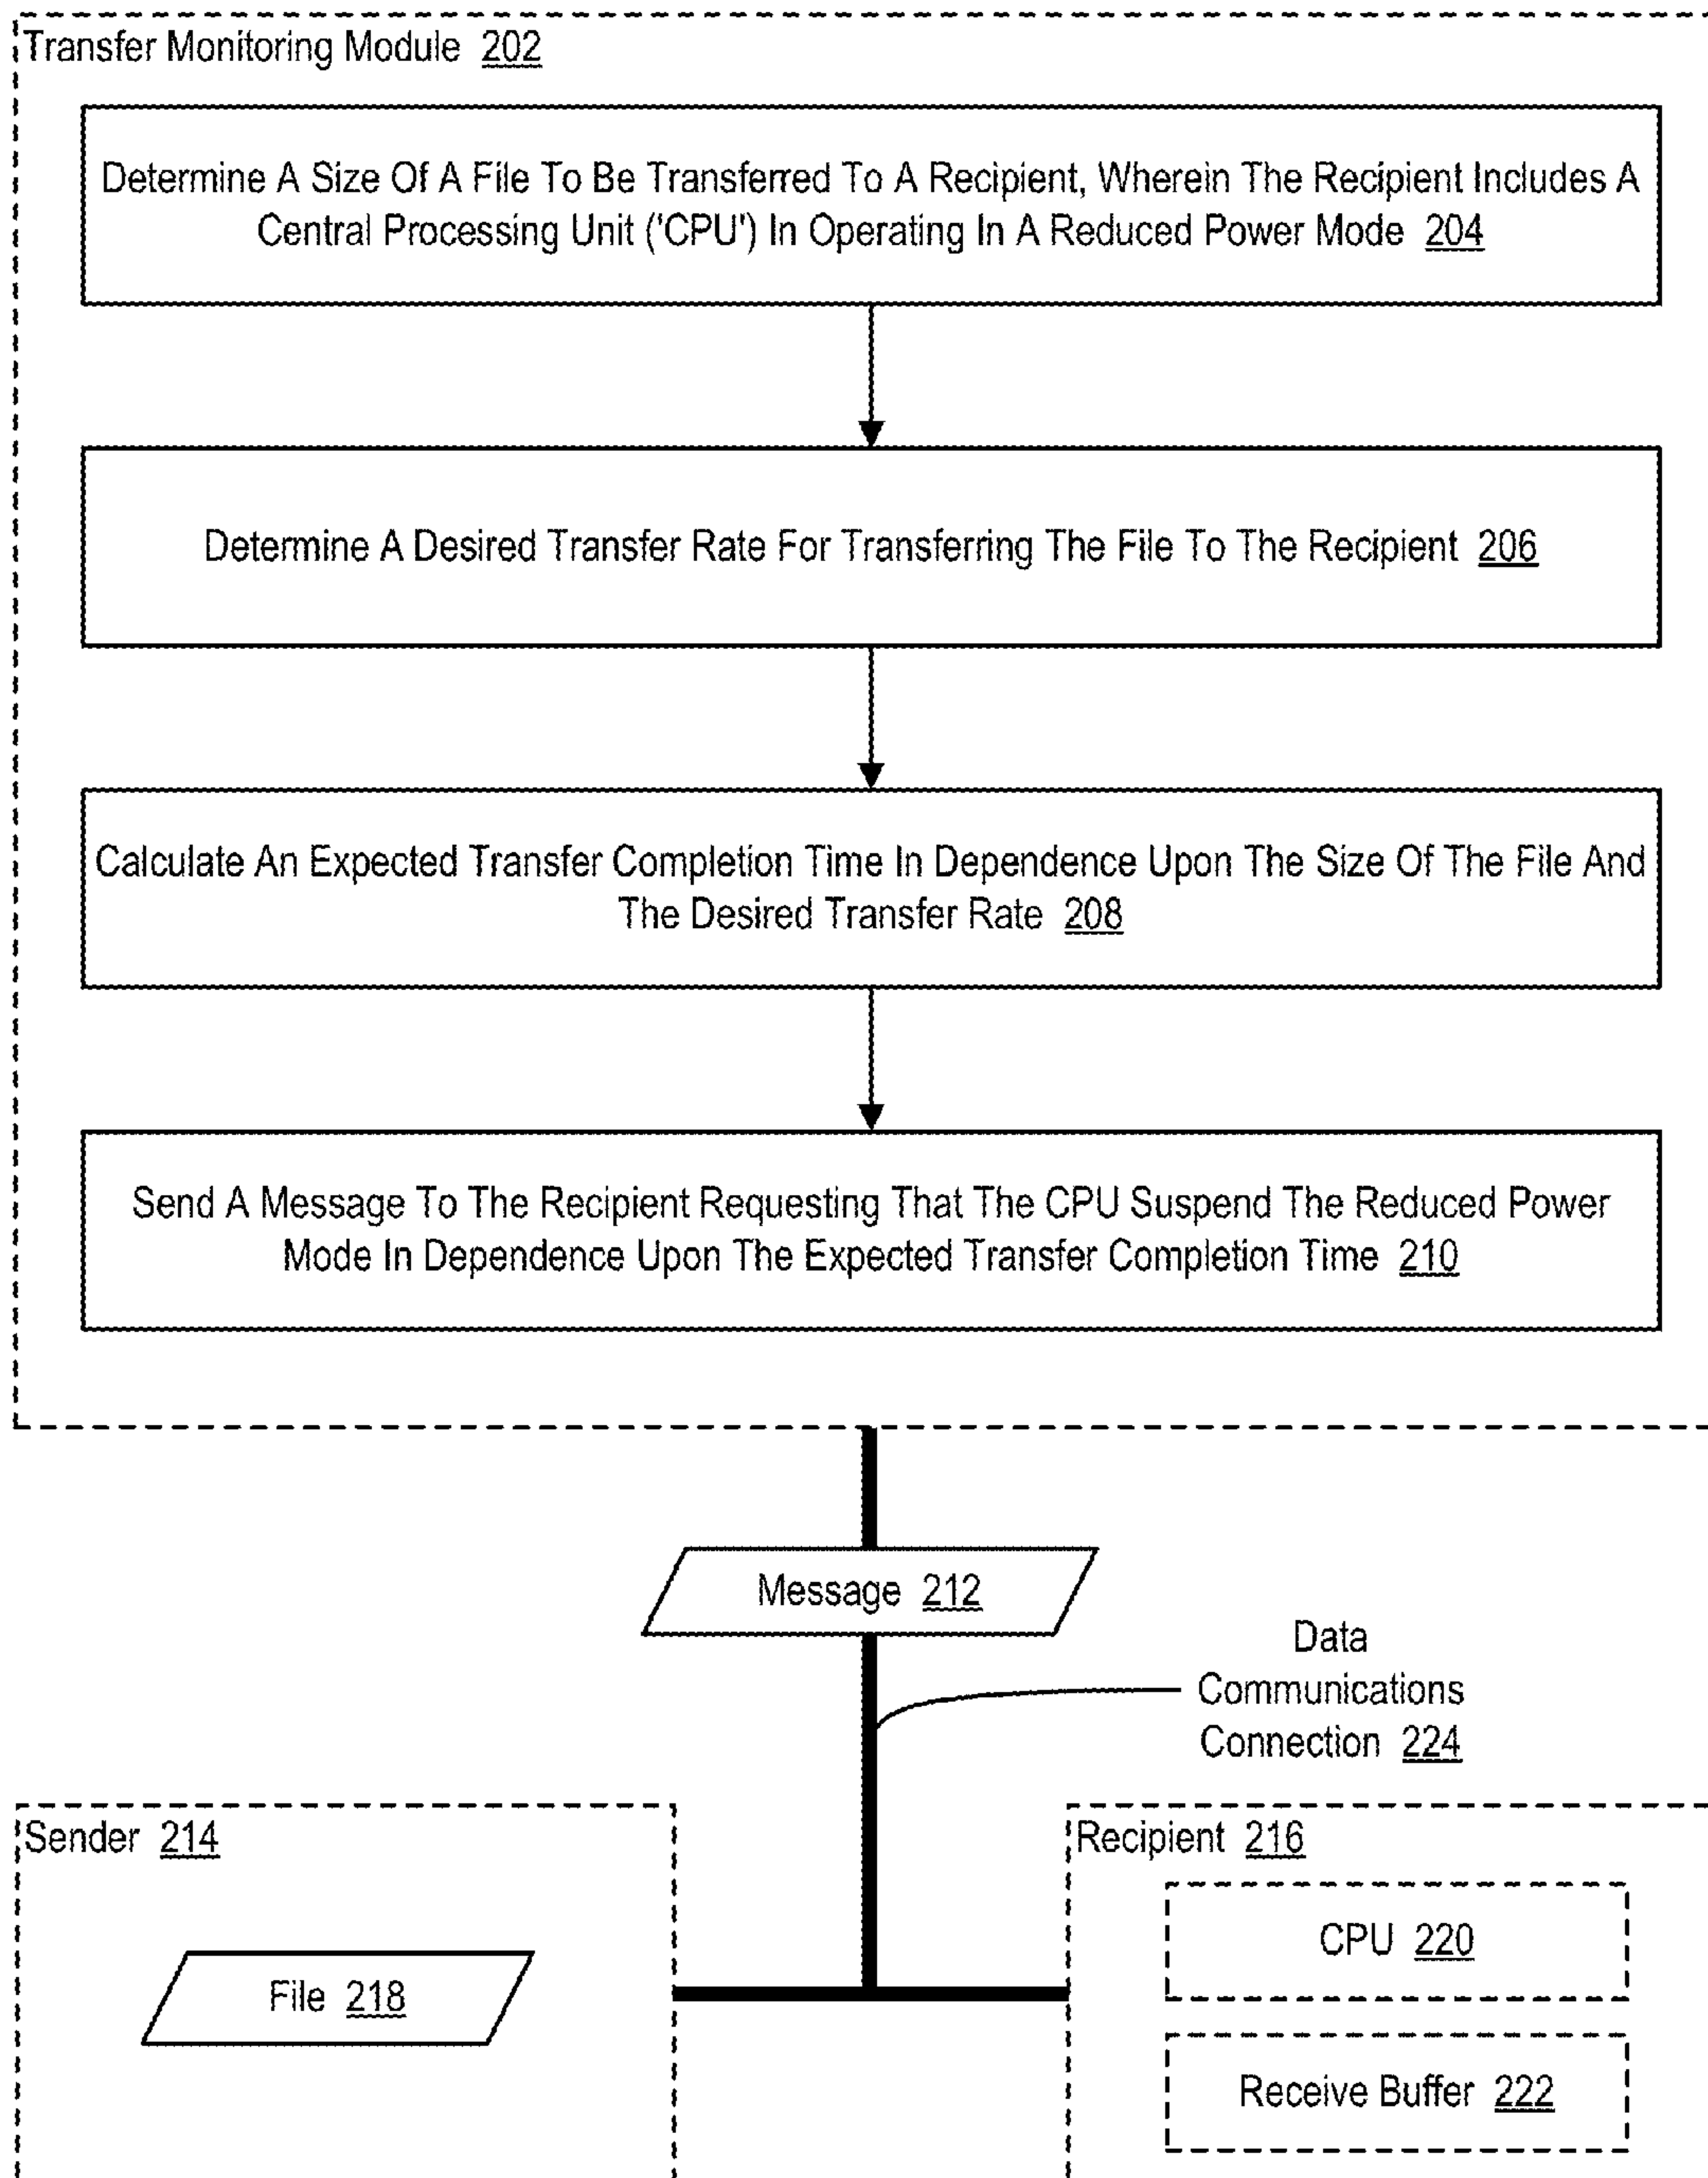 Transfer Monitoring Module 202
Determine A Size Of A File To Be Transferred To A Recipient, Wherein The Recipient Includes A
Central Processing Unit ('CPU') In Operating In A Reduced Power Mode 204
Determine A Desired Transfer Rate For Transferring The File To The Recipient 206
Calculate An Expected Transfer Completion Time In Dependence Upon The Size Of The File And
The Desired Transfer Rate 208
Send A Message To The Recipient Requesting That The CPU Suspend The Reduced Power
Mode In Dependence Upon The Expected Transfer Completion Time 210
Message 212
Data
Communications
Connection 224
Sender 214
File 218
Recipient 216
CPU 220
Receive Buffer 222